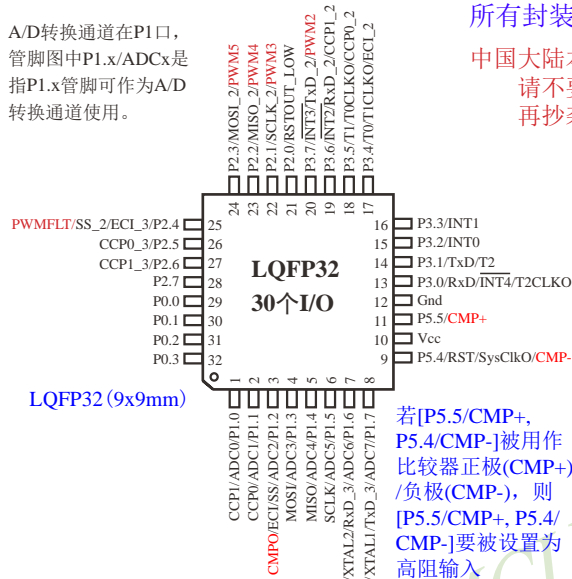 A/D转换通道在P1口，
管脚图中P1.x/ADCx是
指P1.x管脚可作为A/D
转换通道使用。
所有封装
中国大陆本
请不要
再抄袭
P2.3/MOSI_2/PWM5
P2.2/MISO_2/PWM4
P2.1/SCLK_2/PWM3
P2.0/RSTOUT_LOW
P3.7/INT3/TxD_2/PWM2
P3.6/INT2/RxD_2/CCP1_2
P3.5/T1/T0CLKO/CCP0_2
P3.4/T0/T1CLKO/ECI_2
24
23
22
21
20
19
18
17
PWMFLT/SS_2/ECI_3/P2.4
25
CCP0_3/P2.5
26
CCP1_3/P2.6
27
P2.7
28
P0.0
29
P0.1
30
P0.2
31
P0.3
32
LQFP32
30个I/O
16
P3.3/INT1
15
P3.2/INT0
14
P3.1/TxD/T2
13
P3.0/RxD/INT4/T2CLKO
12
Gnd
11
P5.5/CMP+
10
Vcc
9
P5.4/RST/SysClkO/CMP-
1
2
3
4
5
6
7
8
CCP1/ADC0/P1.0
CCP0/ADC1/P1.1
CMPO/ECI/SS/ADC2/P1.2
MOSI/ADC3/P1.3
MISO/ADC4/P1.4
SCLK/ADC5/P1.5
XTAL2/RxD_3/ADC6/P1.6
XTAL1/TxD_3/ADC7/P1.7
LQFP32(9x9mm)
若[P5.5/CMP+,
P5.4/CMP-]被用作
比较器正极(CMP+)
/负极(CMP-)，则
[P5.5/CMP+, P5.4/
CMP-]要被设置为
高阻输入